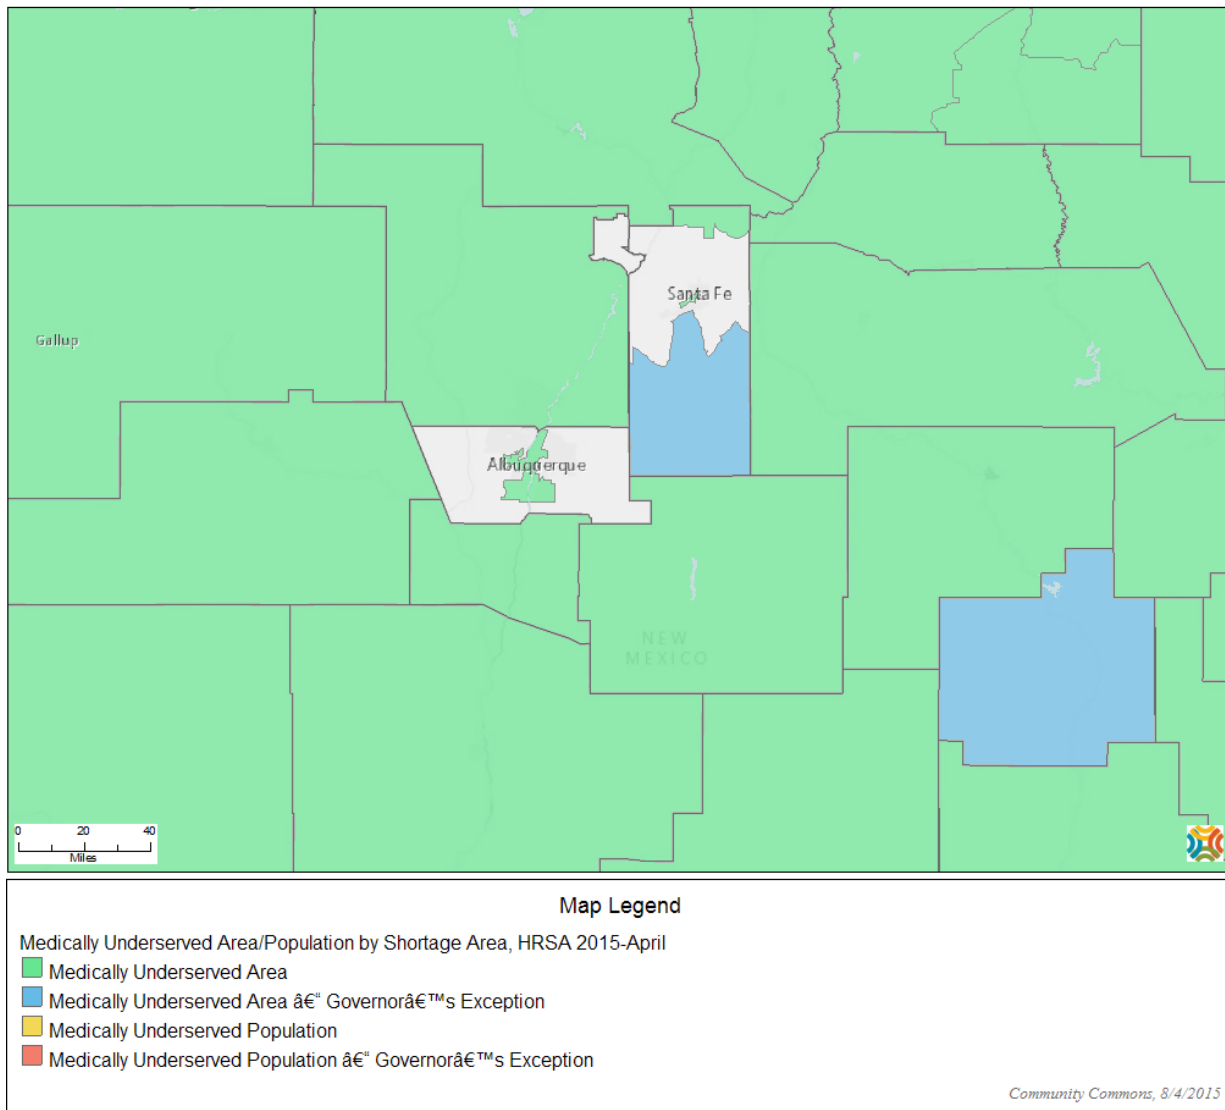 Santa Fe
Gallup
Albuquerque
NEW
MEXICO
0 20 40
Miles
Map Legend
Medically Underserved Area/Population by Shortage Area, HRSA 2015-April
Medically Underserved Area
Medically Underserved Area â€“ Governorâ€™s Exception
Medically Underserved Population
Medically Underserved Population â€“ Governorâ€™s Exception
Community Commons, 8/4/2015